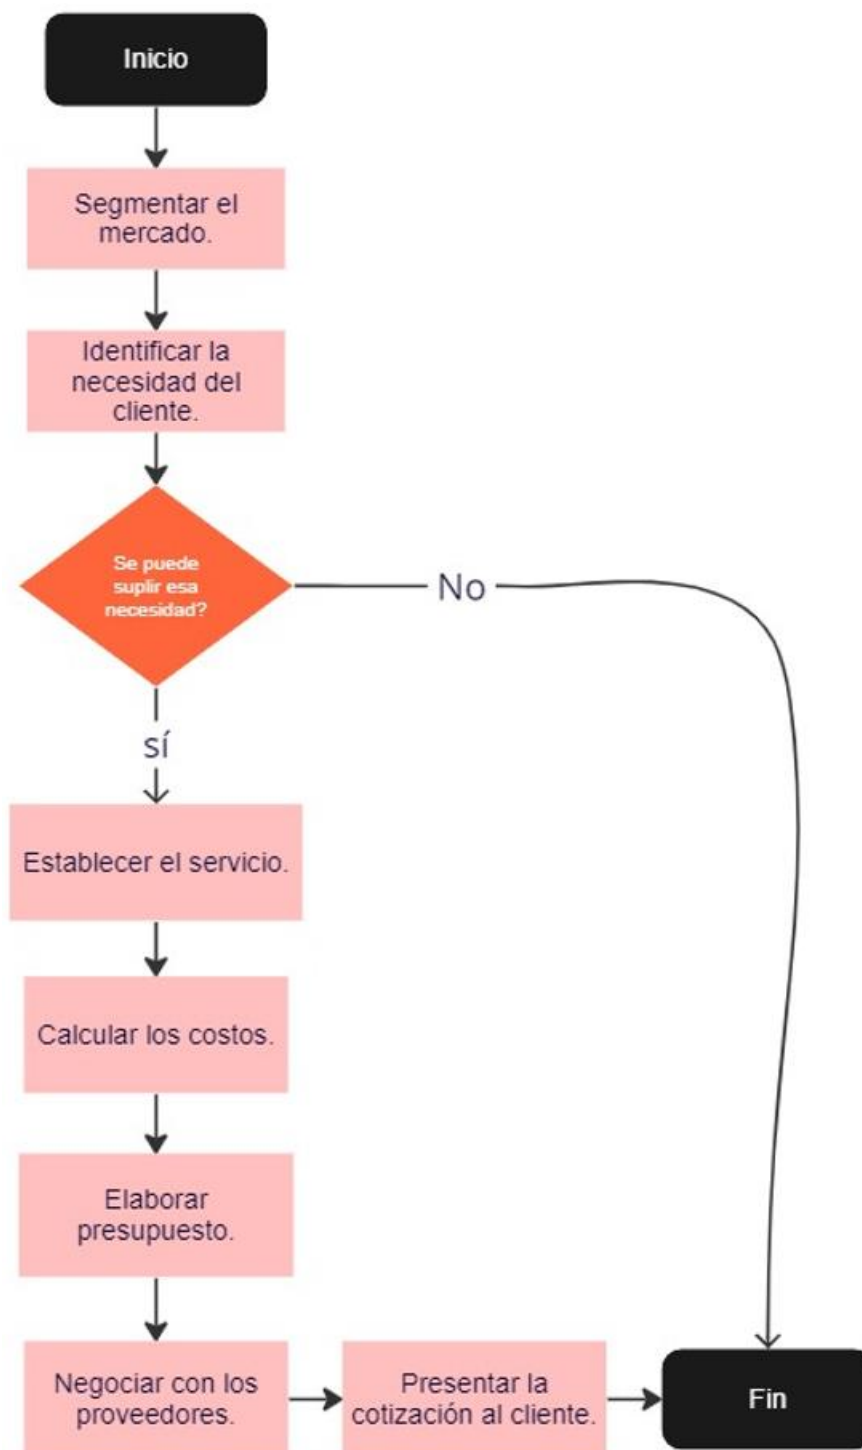 Inicio
Segmentar el
mercado.
Identificar la
necesidad del
cliente.
Se puede
suplir esa
necesidad?
No
sí
Establecer el servicio.
Calcular los costos.
Elaborar
presupuesto.
Negociar con los
proveedores.
Presentar la
cotización al cliente.
Fin